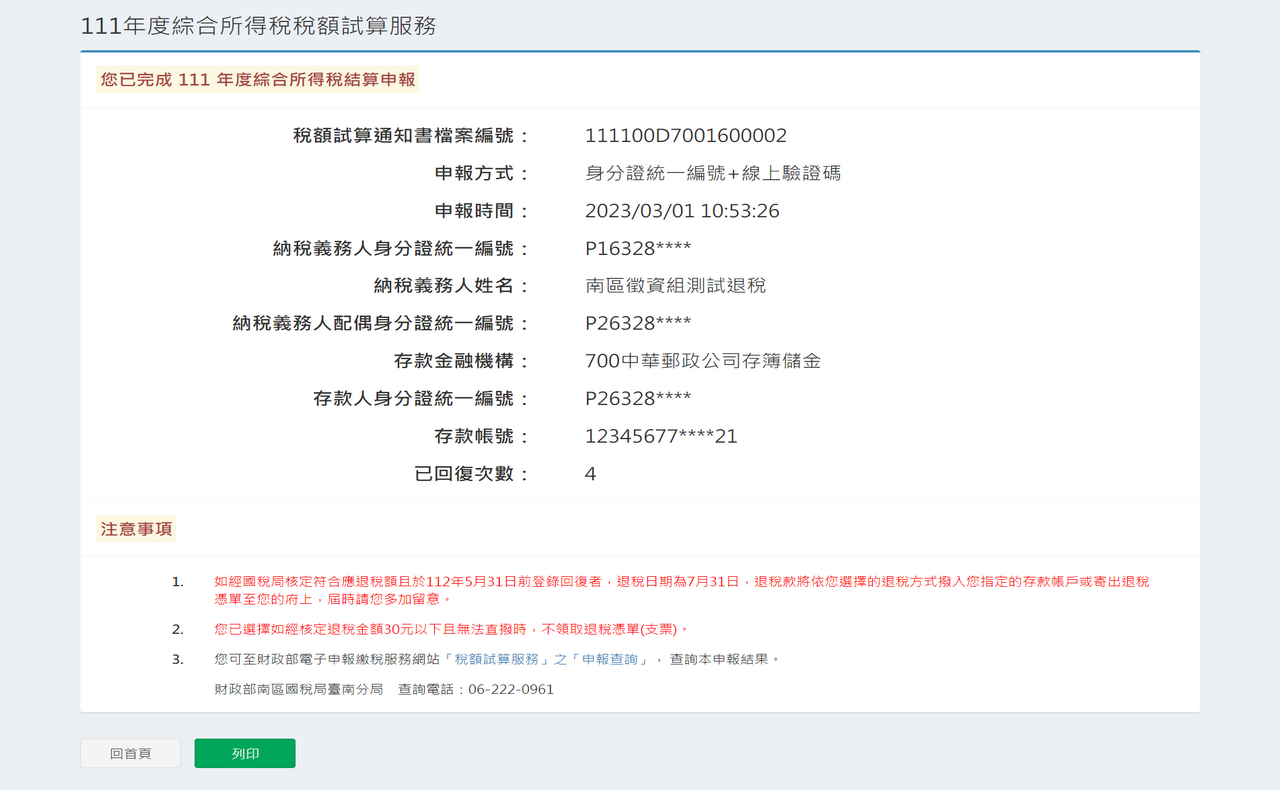 111年度綜合所得稅稅額試算服務
您已完成 111 年度綜合所得稅結算申報
稅額試算通知書檔案編號： 111100D7001600002
申報方式： 身分證統一編號+線上驗證碼
申報時間： 2023/03/01 10:53:26
納稅義務人身分證統一編號： P16328****
納稅義務人姓名： 南區徵資組測試退稅
納稅義務人配偶身分證統一編號： P26328****
存款金融機構： 700中華郵政公司存簿儲金
存款人身分證統一編號： P26328****
存款帳號： 12345677****21
已回復次數： 4
注意事項
1. 如經國稅局核定符合應退稅額且於112年5月31日前登錄回復者，退稅日期為7月31日，退稅款將依您選擇的退稅方式撥入您指定的存款帳戶或寄出退稅
憑單至您的府上，屆時請您多加留意。
2. 您已選擇如經核定退稅金額30元以下且無法直撥時，不領取退稅憑單(支票)。
3. 您可至財政部電子申報繳稅服務網站「稅額試算服務」之「申報查詢」， 查詢本申報結果。
財政部南區國稅局臺南分局　查詢電話：06-222-0961
回首頁 列印